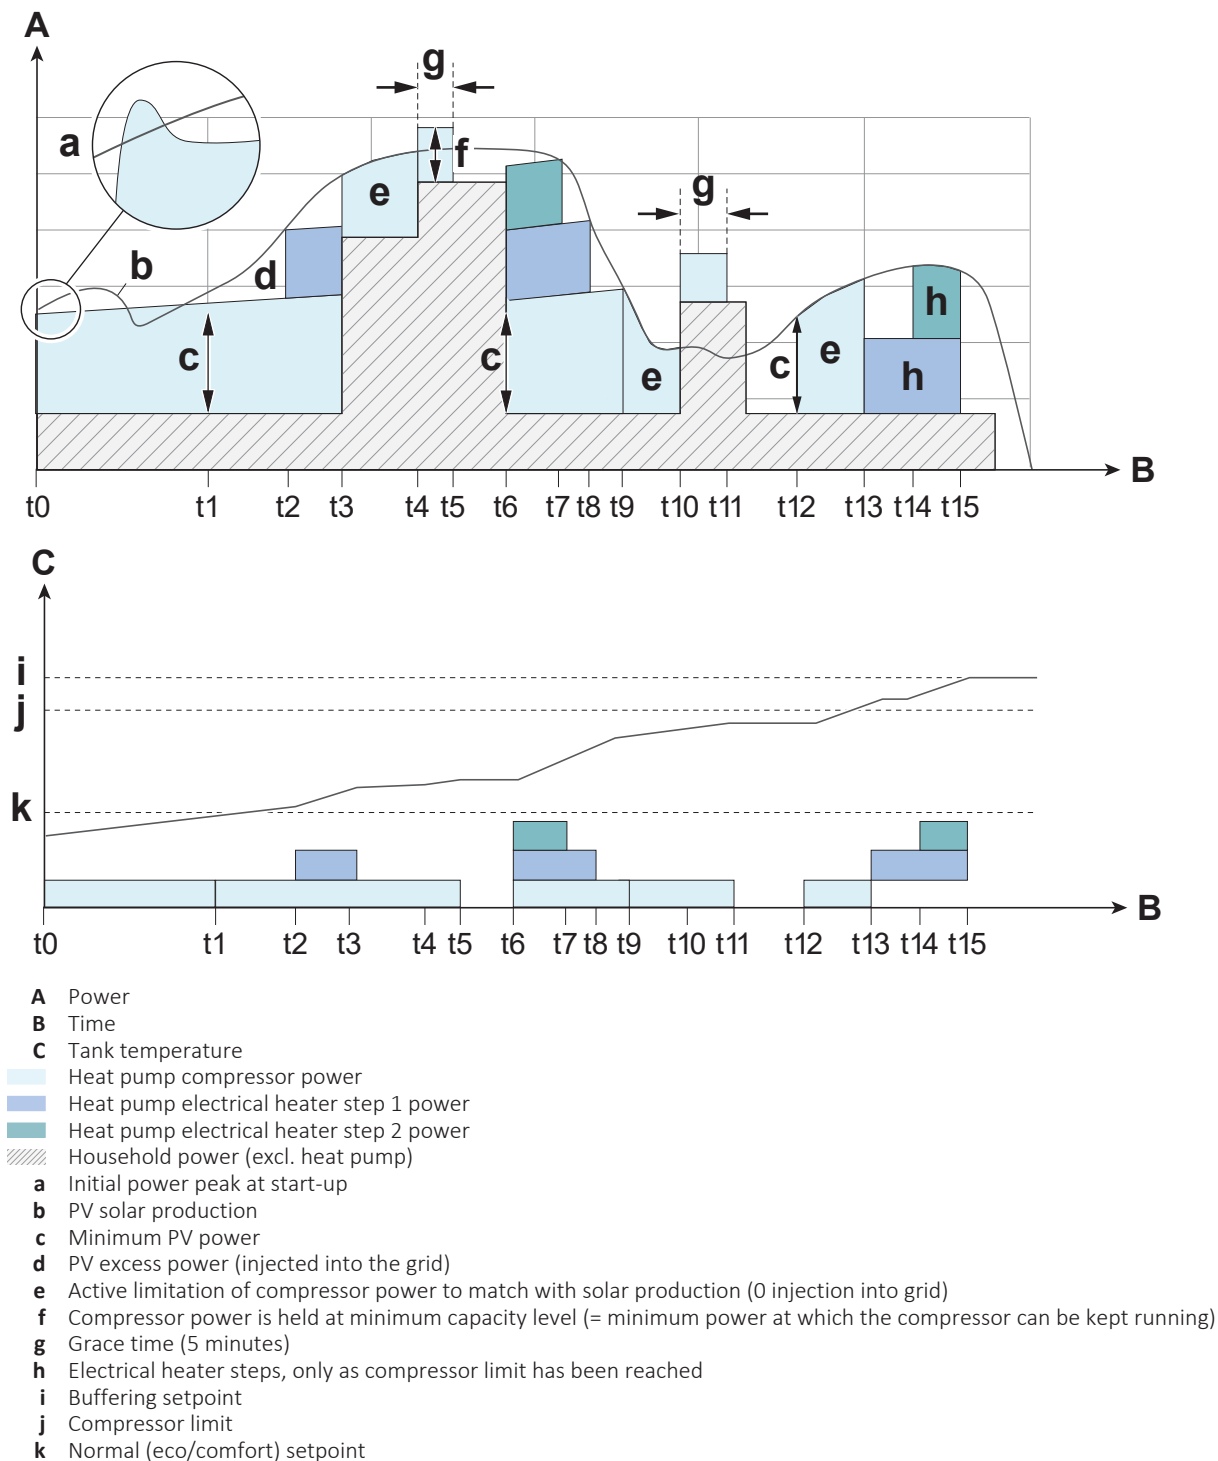 A
g
a
f
e
g
b
d
h
c
c
c
e
e
h
B
t0 t1 t2 t3 t4 t5 t6 t7 t8 t9 t10 t11 t12 t13 t14 t15
C
i
j
k
B
t0 t1 t2 t3 t4 t5 t6 t7 t8 t9 t10 t11 t12 t13 t14 t15
A Power
B Time
C Tank temperature
Heat pump compressor power
Heat pump electrical heater step 1 power
Heat pump electrical heater step 2 power
Household power (excl. heat pump)
a Initial power peak at start-up
b PV solar production
c Minimum PV power
d PV excess power (injected into the grid)
e Active limitation of compressor power to match with solar production (0 injection into grid)
f Compressor power is held at minimum capacity level (= minimum power at which the compressor can be kept running)
g Grace time (5 minutes)
h Electrical heater steps, only as compressor limit has been reached
i Buffering setpoint
j Compressor limit
k Normal (eco/comfort) setpoint